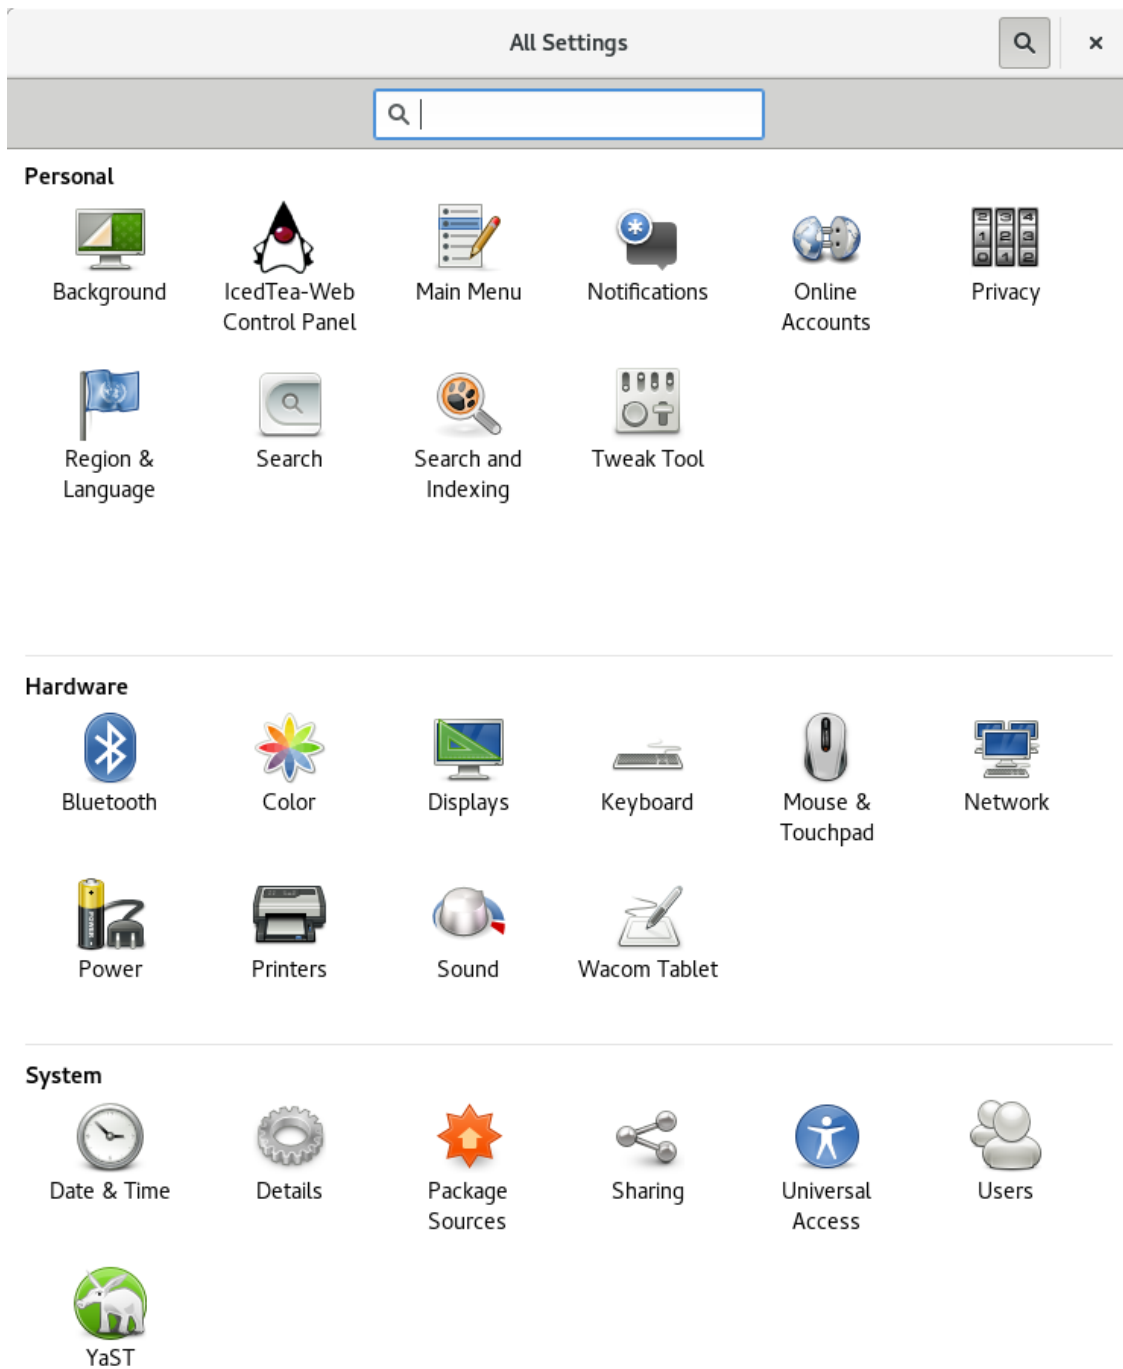 All Settings
Personal
Background
IcedTea-Web
Control Panel
Main Menu
Notifications
Online
Accounts
Privacy
Region &
Language
Search
Search and
Indexing
Tweak Tool
Hardware
Bluetooth
Color
Displays
Keyboard
Mouse &
Touchpad
Network
Power
Printers
Sound
Wacom Tablet
System
Date & Time
Details
Package
Sources
Sharing
Universal
Access
Users
YaST